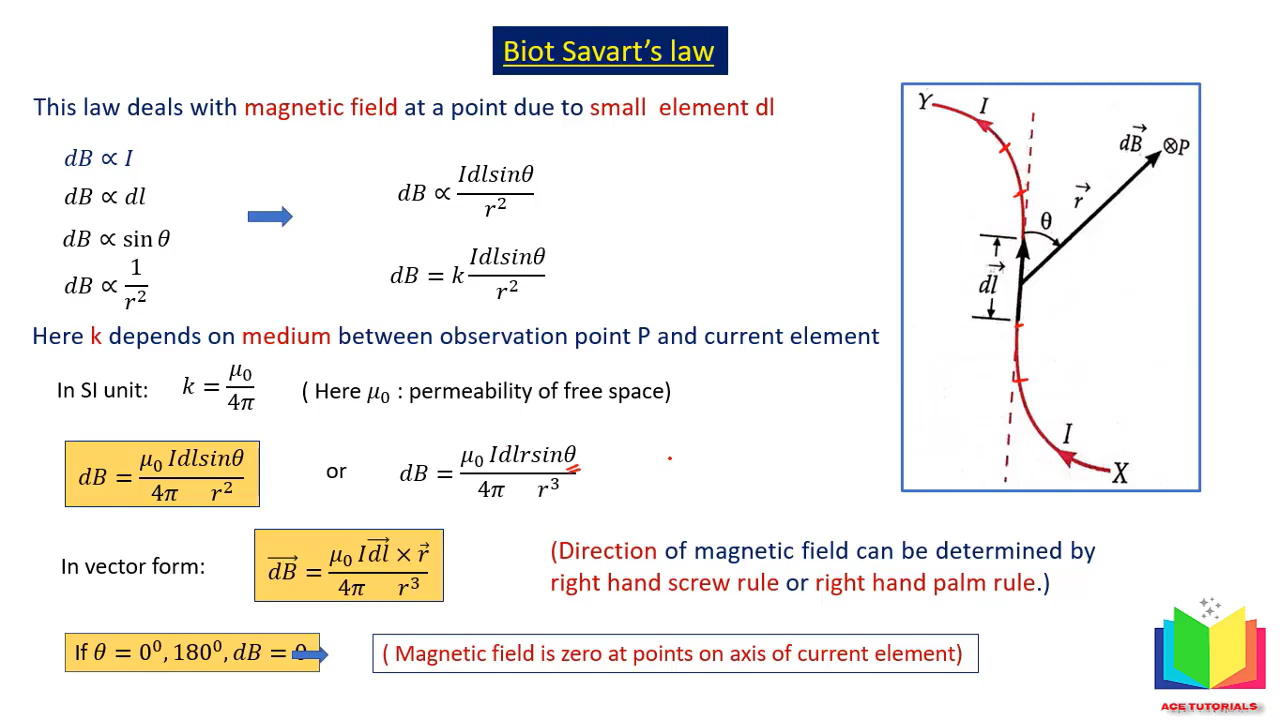 Biot Savart's law
This law deals with magnetic field at a point due to small element dl
dB ∝ I
dB ∝ dl
dB ∝ sin θ
dB ∝ 1/r²
dB ∝ Idlsinθ/r²
dB = k Idlsinθ/r²
Here k depends on medium between observation point P and current element
In SI unit: k = μ₀/4π ( Here μ₀ : permeability of free space)
dB = μ₀/4π Idlsinθ/r² or dB = μ₀/4π Idlrsinθ/r³
In vector form: dB⃗ = μ₀/4π Idl⃗ × r⃗/r³
(Direction of magnetic field can be determined by
right hand screw rule or right hand palm rule.)
If θ = 0⁰, 180⁰, dB = 0
( Magnetic field is zero at points on axis of current element)
Y
I
dB⃗
⊗P
r⃗
θ
dl⃗
I
X
ACE TUTORIALS